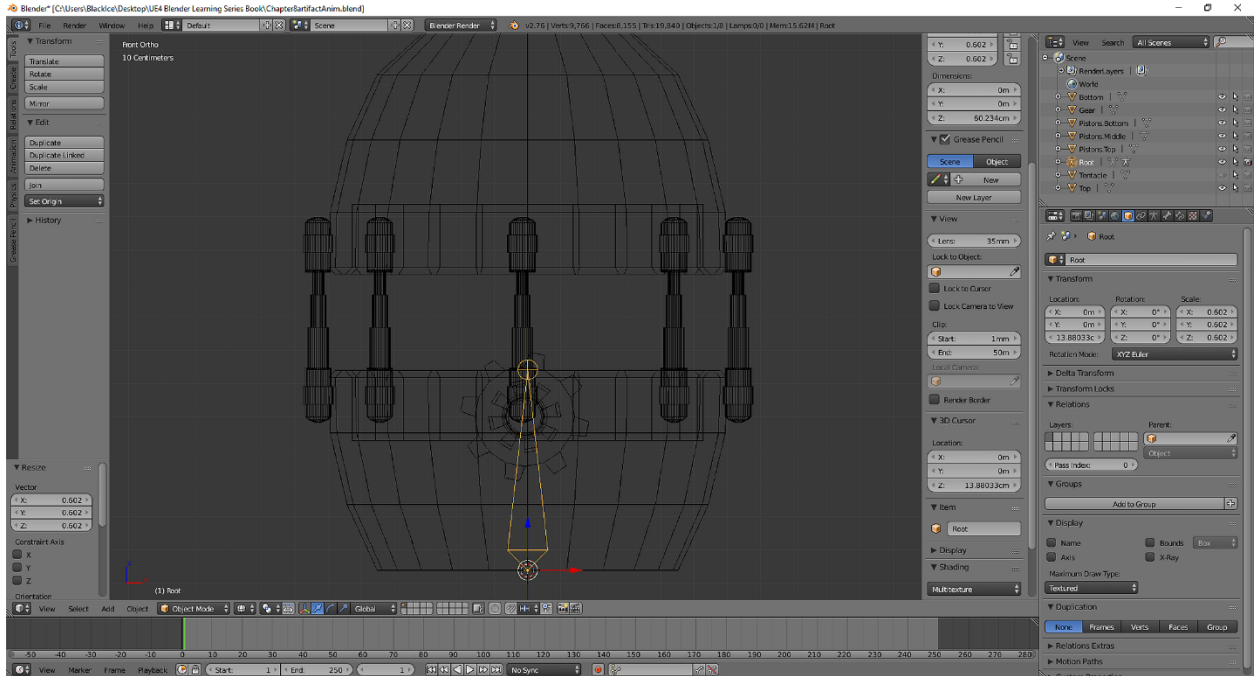 Blender* [C:\Users\BlackIce\Desktop\UE4 Blender Learning Series Book\Chapter8artifactAnim.blend]
File Render Window Help Default Scene Blender Render v2.76 | Verts:9,766 | Faces:8,155 | Tris:19,840 | Objects:1/8 | Lamps:0/0 | Mem:15.62M | Root
Tools
Create
Relations
Animation
Physics
Grease Pencil
Transform
Translate
Rotate
Scale
Mirror
Edit
Duplicate
Duplicate Linked
Delete
Join
Set Origin
History
Resize
Vector
X: 0.602
Y: 0.602
Z: 0.602
Constraint Axis
X
Y
Z
Orientation
Front Ortho
10 Centimeters
(1) Root
View Select Add Object Object Mode Global
Y: 0.602
Z: 0.602
Dimensions:
X: 0m
Y: 0m
Z: 60.234cm
Grease Pencil
Scene Object
New
New Layer
View
Lens: 35mm
Lock to Object:
Lock to Cursor
Lock Camera to View
Clip:
Start: 1mm
End: 50m
Local Camera:
Render Border
3D Cursor
Location:
X: 0m
Y: 0m
Z: 13.88033cm
Item
Root
Display
Shading
Multitexture
View Search All Scenes
Scene
RenderLayers
World
Bottom
Gear
Pistons.Bottom
Pistons.Middle
Pistons.Top
Root
Tentacle
Top
Root
Root
Transform
Location: Rotation: Scale:
X: 0m X: 0° X: 0.602
Y: 0m Y: 0° Y: 0.602
13.88033c Z: 0° Z: 0.602
Rotation Mode: XYZ Euler
Delta Transform
Transform Locks
Relations
Layers: Parent:
Object
Pass Index: 0
Groups
Add to Group
Display
Name Bounds Box
Axis X-Ray
Maximum Draw Type:
Textured
Duplication
None Frames Verts Faces Group
Relations Extras
Motion Paths
-50 -40 -30 -20 -10 0 10 20 30 40 50 60 70 80 90 100 110 120 130 140 150 160 170 180 190 200 210 220 230 240 250 260 270 280
View Marker Frame Playback Start: 1 End: 250 1 No Sync